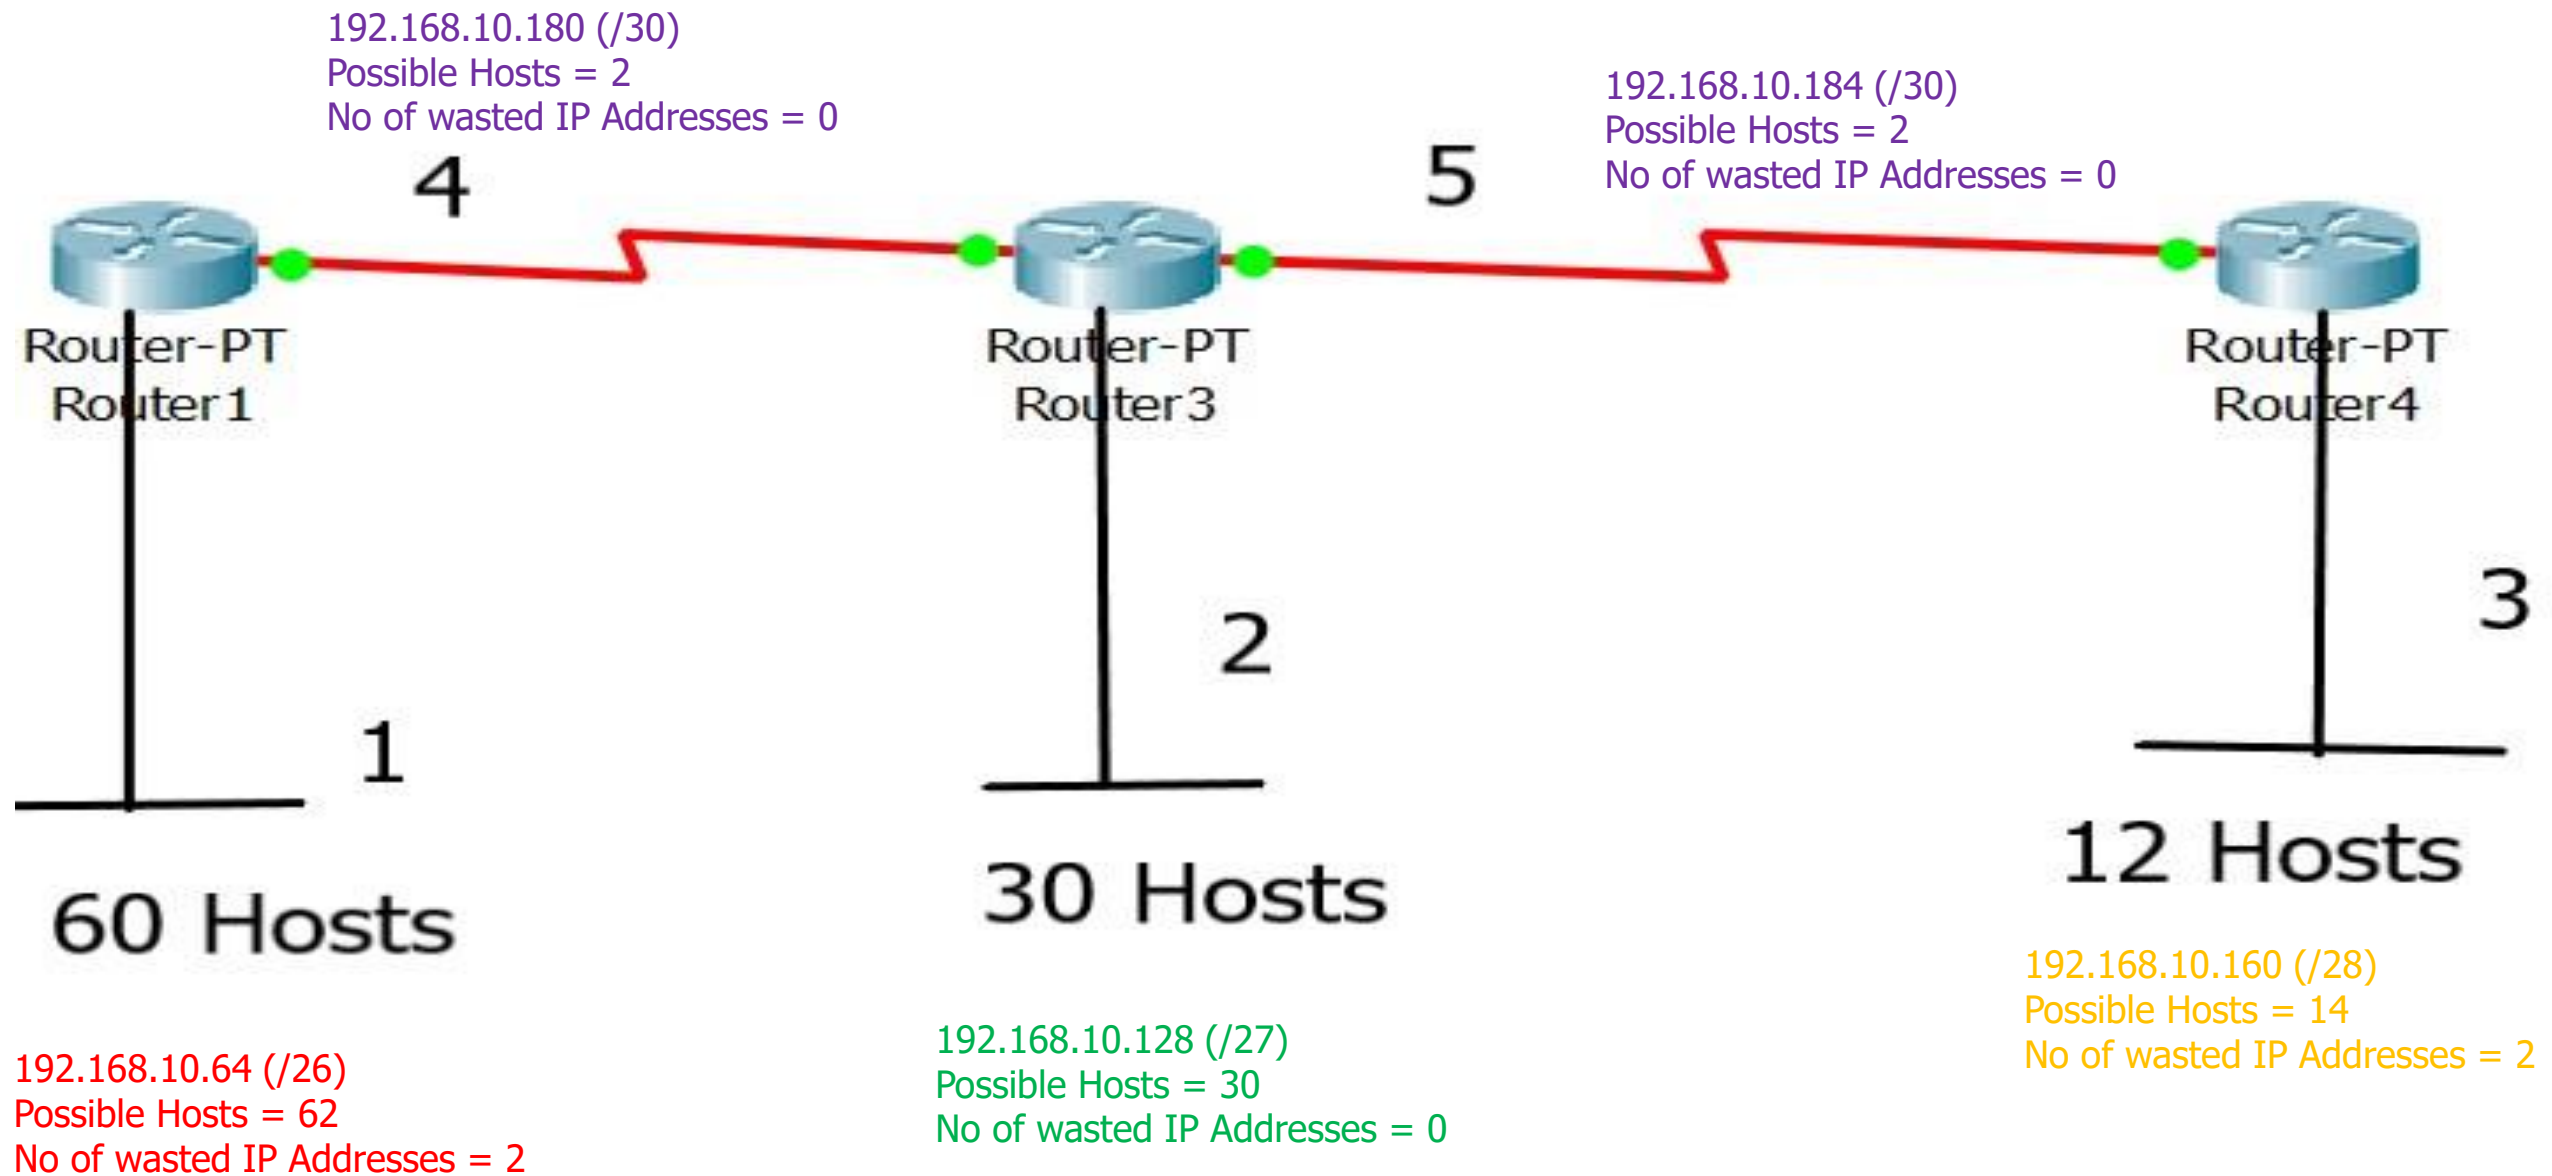 192.168.10.180 (/30)
Possible Hosts = 2
No of wasted IP Addresses = 0
192.168.10.184 (/30)
Possible Hosts = 2
No of wasted IP Addresses = 0
4
5
Router-PT
Router1
Router-PT
Router3
Router-PT
Router4
1
2
3
60 Hosts
30 Hosts
12 Hosts
192.168.10.64 (/26)
Possible Hosts = 62
No of wasted IP Addresses = 2
192.168.10.128 (/27)
Possible Hosts = 30
No of wasted IP Addresses = 0
192.168.10.160 (/28)
Possible Hosts = 14
No of wasted IP Addresses = 2